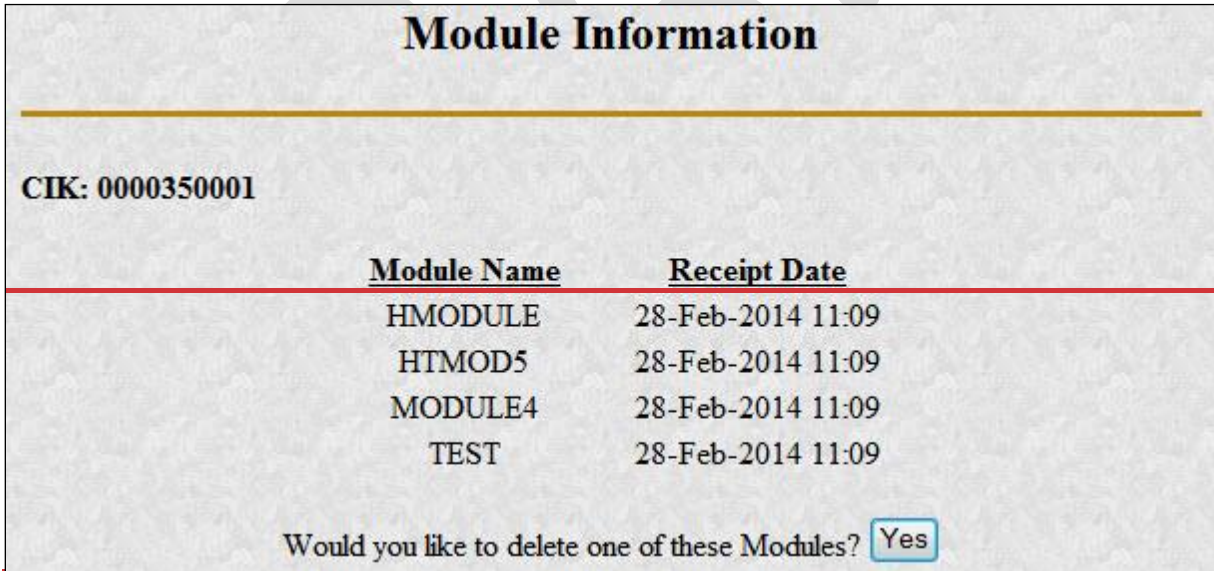 Module Information
CIK: 0000350001
Module Name Receipt Date
HMODULE 28-Feb-2014 11:09
HTMOD5 28-Feb-2014 11:09
MODULE4 28-Feb-2014 11:09
TEST 28-Feb-2014 11:09
Would you like to delete one of these Modules? Yes